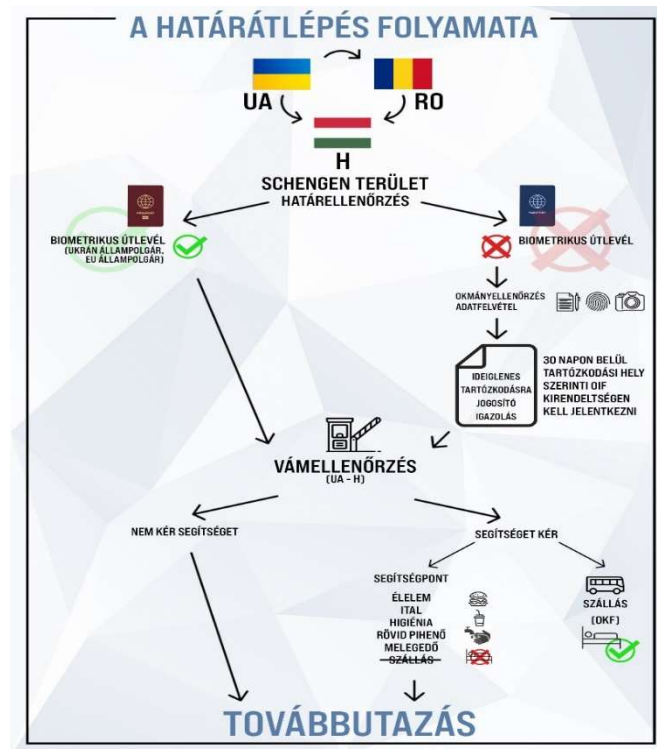 A HATÁRÁTLÉPÉS FOLYAMATA
UA
RO
H
SCHENGEN TERÜLET
HATÁRELLENŐRZÉS
BIOMETRIKUS ÚTLEVÉL
(UKRÁN ÁLLAMPOLGÁR,
EU ÁLLAMPOLGÁR)
BIOMETRIKUS ÚTLEVÉL
OKMÁNYELLENŐRZÉS
ADATFELVÉTEL
IDEIGLENES
TARTÓZKODÁSRA
JOGOSÍTÓ
IGAZOLÁS
30 NAPON BELÜL
TARTÓZKODÁSI HELY
SZERINTI OIF
KIRENDELTSÉGEN
KELL JELENTKEZNI
VÁMELLENŐRZÉS
(UA - H)
NEM KÉR SEGÍTSÉGET
SEGÍTSÉGET KÉR
SEGÍTSÉGPONT
ÉLELEM
ITAL
HIGIÉNIA
RÖVID PIHENŐ
MELEGEDŐ
SZÁLLÁS
SZÁLLÁS
(OKF)
TOVÁBBUTAZÁS